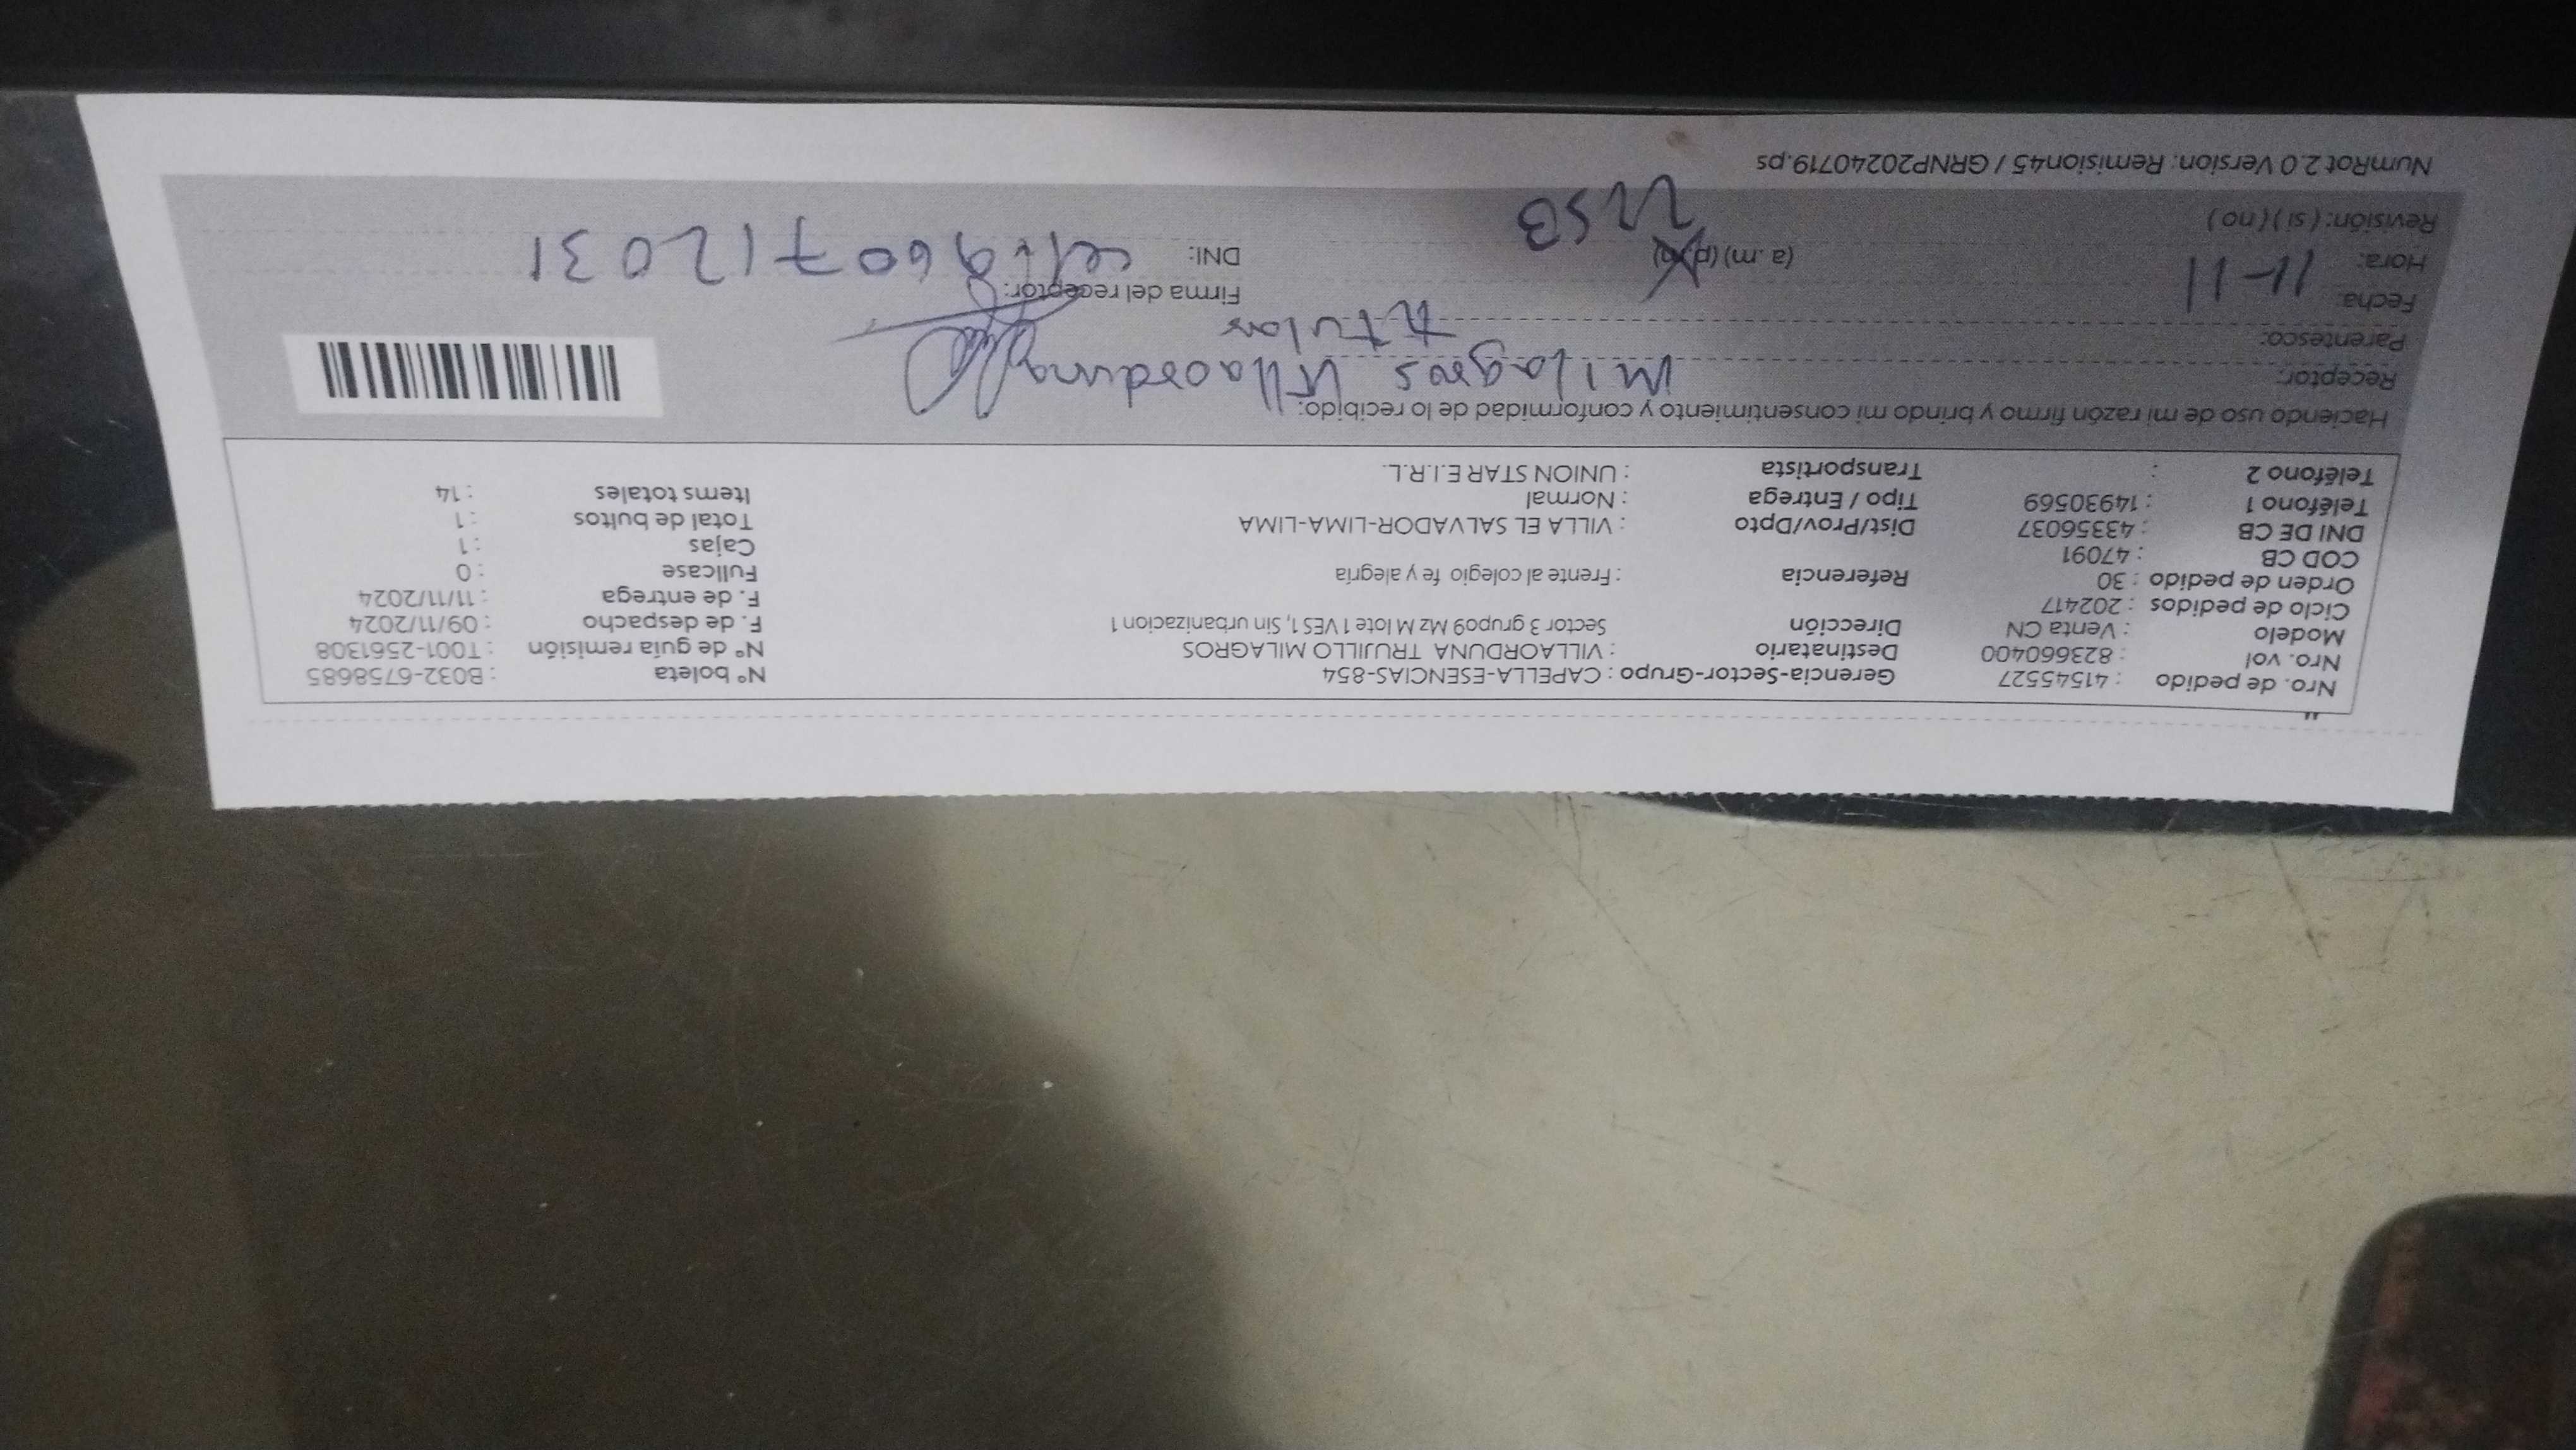 Nro. de pedido : 41545527 Gerencia-Sector-Grupo : CAPELLA-ESENCIAS-854 N° boleta : B032-6758685
Nro. vol : 823660400 Destinatario : VILLAORDUNA TRUJILLO MILAGROS N° de guía remisión : T001-2561308
Modelo : Venta CN Dirección Sector 3 grupo9 Mz M lote 1 VES 1, Sin urbanizacion 1 F. de despacho : 09/11/2024
Ciclo de pedidos : 202417 F. de entrega : 11/11/2024
Orden de pedido : 30 Referencia : Frente al colegio fe y alegría Fullcase : 0
COD CB : 47091 Cajas : 1
DNI DE CB : 43356037 Dist/Prov/Dpto : VILLA EL SALVADOR-LIMA-LIMA Total de bultos : 1
Teléfono 1 : 14930569 Tipo / Entrega : Normal Items totales : 14
Teléfono 2 : Transportista : UNION STAR E.I.R.L.
Haciendo uso de mi razón firmo y brindo mi consentimiento y conformidad de lo recibido:
Receptor: Milagros Villaorduna
Parentesco: titular
Fecha: 11-11 Firma del receptor:
Hora: (a.m) (p.m) DNI: cel: 960712031
Revisión: (si) (no)
NumRot 2.0 Version: Remision45 / GRNP20240719.ps